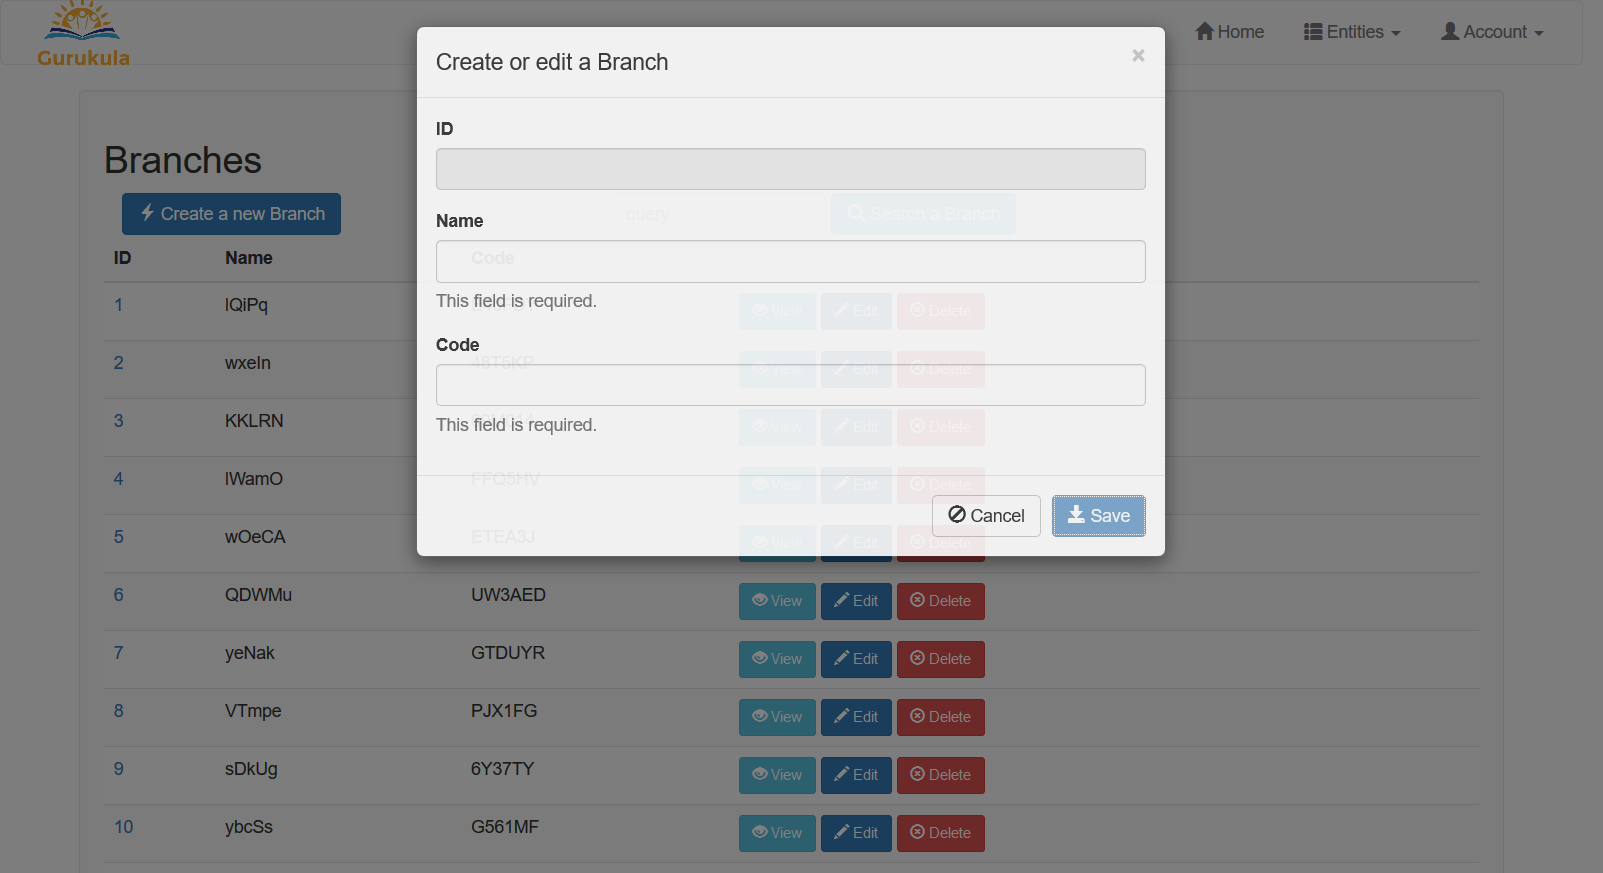 Gurukula
Home
Entities
Account
Create or edit a Branch
×
ID
Name
This field is required.
Code
This field is required.
Cancel
Save
Branches
Create a new Branch
query
Search a Branch
ID Name Code
1 lQiPq View Edit Delete
2 wxeln 48T5KP View Edit Delete
3 KKLRN View Edit Delete
4 lWamO FFQ5HV View Edit Delete
5 wOeCA ETEA3J View Edit Delete
6 QDWMu UW3AED View Edit Delete
7 yeNak GTDUYR View Edit Delete
8 VTmpe PJX1FG View Edit Delete
9 sDkUg 6Y37TY View Edit Delete
10 ybcSs G561MF View Edit Delete